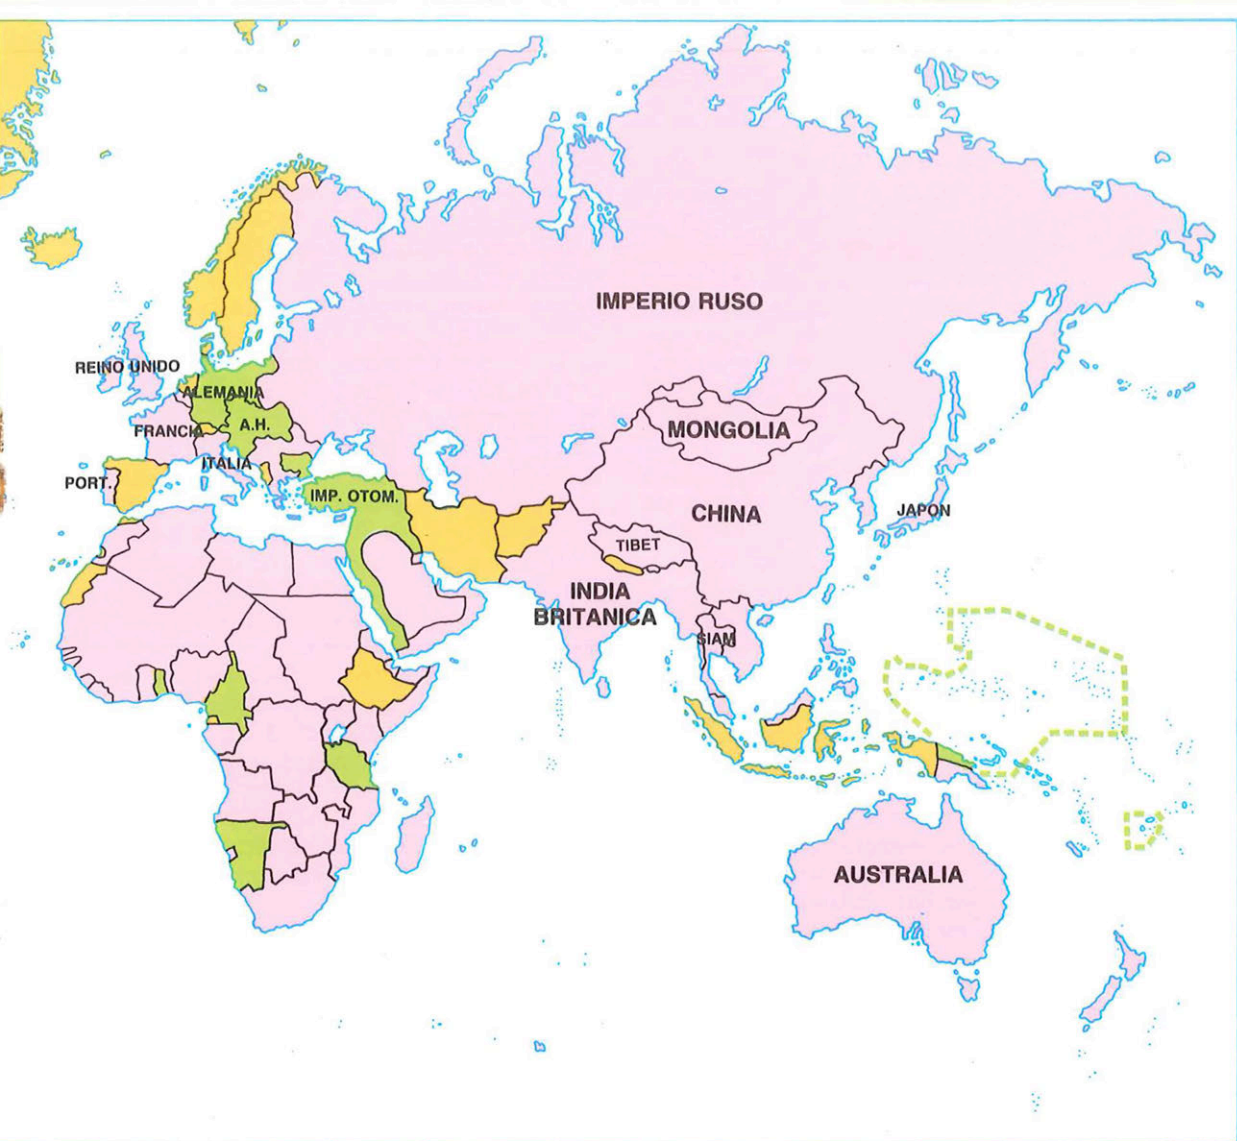 IMPERIO RUSO
REINO UNIDO
ALEMANIA
FRANCIA
A.H.
MONGOLIA
ITALIA
PORT.
IMP. OTOM.
JAPON
CHINA
TIBET
INDIA
BRITANICA
SIAM
AUSTRALIA